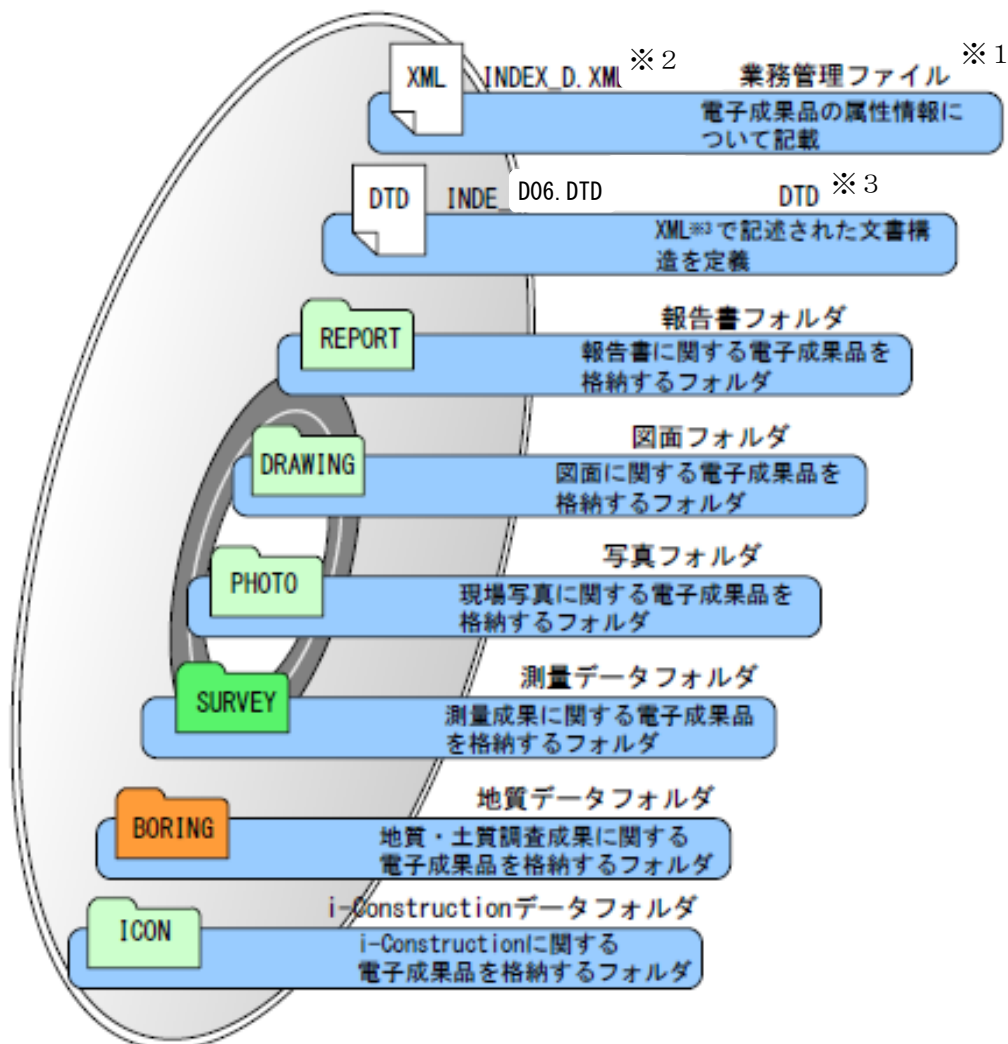 XML INDEX_D.XML ※2 業務管理ファイル ※1
電子成果品の属性情報に
ついて記載
DTD INDE_D06.DTD DTD ※3
XML※3で記述された文書構
造を定義
報告書フォルダ
REPORT
報告書に関する電子成果品を
格納するフォルダ
図面フォルダ
DRAWING
図面に関する電子成果品を
格納するフォルダ
写真フォルダ
PHOTO
現場写真に関する電子成果品を
格納するフォルダ
測量データフォルダ
SURVEY
測量成果に関する電子成果品
を格納するフォルダ
地質データフォルダ
BORING
地質・土質調査成果に関する
電子成果品を格納するフォルダ
i-Constructionデータフォルダ
ICON
i-Constructionに関する
電子成果品を格納するフォルダ